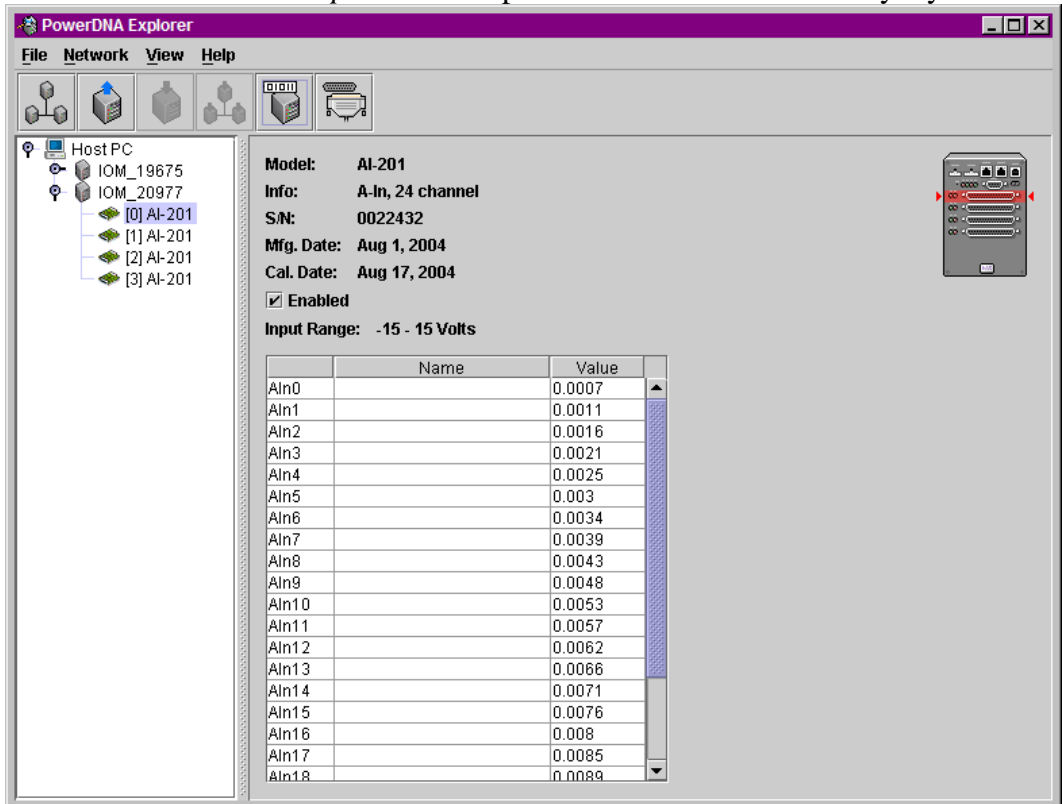 PowerDNA Explorer
File Network View Help
Host PC
IOM_19675
IOM_20977
[0] AI-201
[1] AI-201
[2] AI-201
[3] AI-201
Model: AI-201
Info: A-In, 24 channel
S/N: 0022432
Mfg. Date: Aug 1, 2004
Cal. Date: Aug 17, 2004
Enabled
Input Range: -15 - 15 Volts
Name Value
AIn0 0.0007
AIn1 0.0011
AIn2 0.0016
AIn3 0.0021
AIn4 0.0025
AIn5 0.003
AIn6 0.0034
AIn7 0.0039
AIn8 0.0043
AIn9 0.0048
AIn10 0.0053
AIn11 0.0057
AIn12 0.0062
AIn13 0.0066
AIn14 0.0071
AIn15 0.0076
AIn16 0.008
AIn17 0.0085
AIn18 0.0089